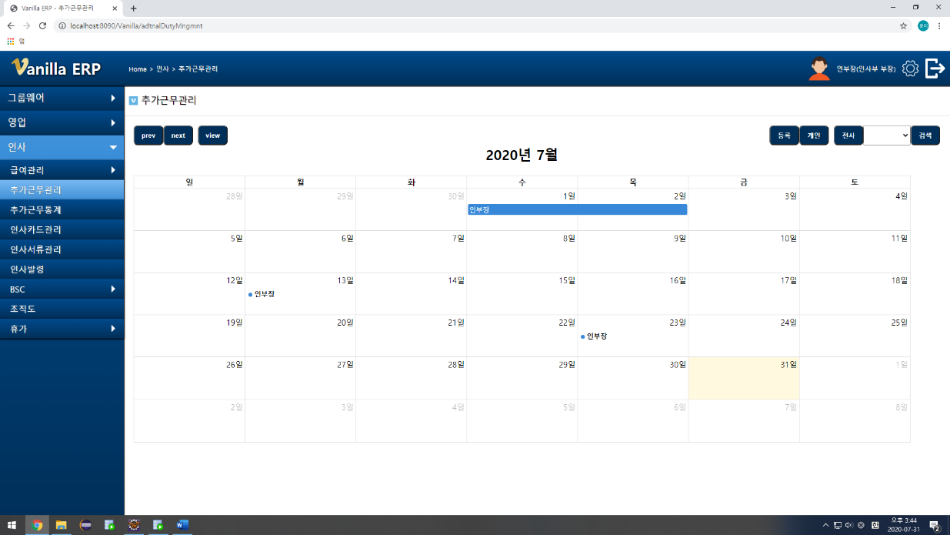 Vanilla ERP - 추가근무관리
localhost:8090/Vanilla/adtnalDutyMngmnt
앱
Vanilla ERP
Home > 인사 > 추가근무관리
인부장(인사부 부장)
그룹웨어
영업
인사
급여관리
추가근무관리
추가근무통계
인사카드관리
인사서류관리
인사발령
BSC
조직도
휴가
추가근무관리
prev next view
등록 개인 전사 검색
2020년 7월
일 월 화 수 목 금 토
28일 29일 30일 1일 2일 3일 4일
인부장
5일 6일 7일 8일 9일 10일 11일
12일 13일 14일 15일 16일 17일 18일
인부장
19일 20일 21일 22일 23일 24일 25일
인부장
26일 27일 28일 29일 30일 31일 1일
2일 3일 4일 5일 6일 7일 8일
오후 3:44
2020-07-31